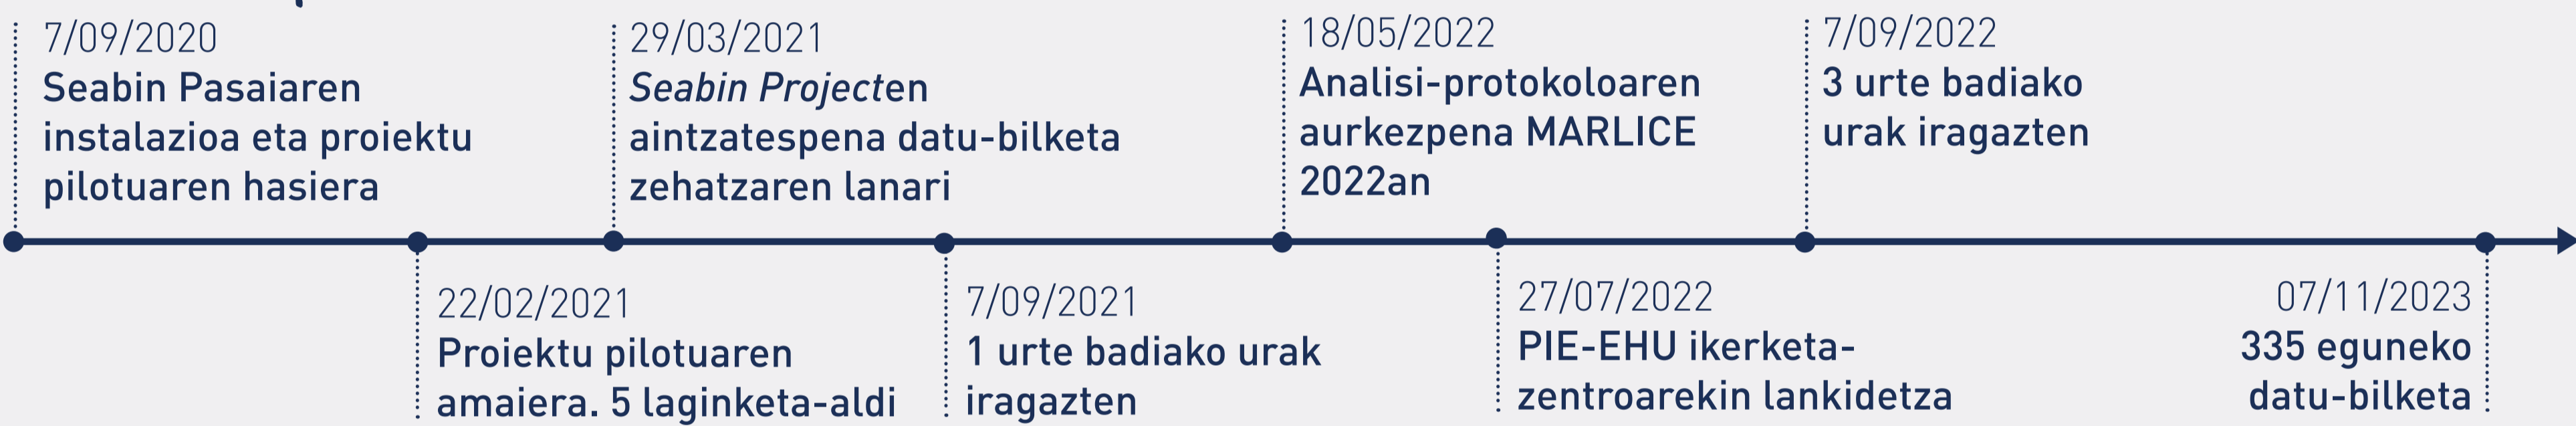 7/09/2020
Seabin Pasaiaren
instalazioa eta proiektu
pilotuaren hasiera
22/02/2021
Proiektu pilotuaren
amaiera. 5 laginketa-aldi
29/03/2021
Seabin Projecten
aintzatespena datu-bilketa
zehatzaren lanari
7/09/2021
1 urte badiako urak
iragazten
18/05/2022
Analisi-protokoloaren
aurkezpena MARLICE
2022an
27/07/2022
PIE-EHU ikerketa-
zentroarekin lankidetza
7/09/2022
3 urte badiako
urak iragazten
07/11/2023
335 eguneko
datu-bilketa